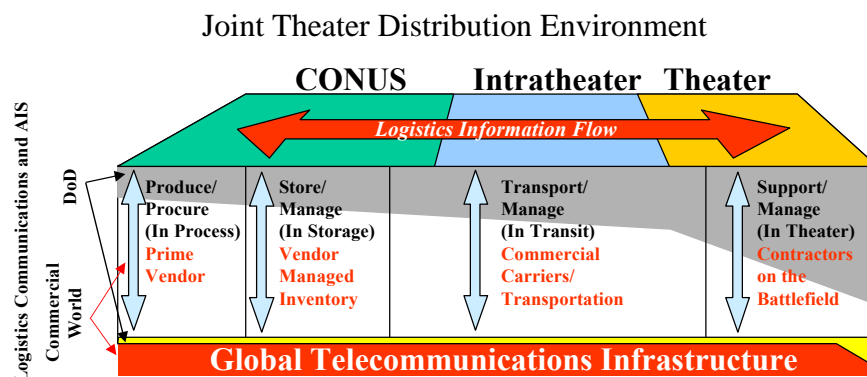 Joint Theater Distribution Environment
CONUS
Intratheater
Theater
Logistics Information Flow
Logistics Communications and AIS
DoD
Commercial
World
Produce/
Procure
(In Process)
Prime
Vendor
Store/
Manage
(In Storage)
Vendor
Managed
Inventory
Transport/
Manage
(In Transit)
Commercial
Carriers/
Transportation
Support/
Manage
(In Theater)
Contractors
on the
Battlefield
Global Telecommunications Infrastructure